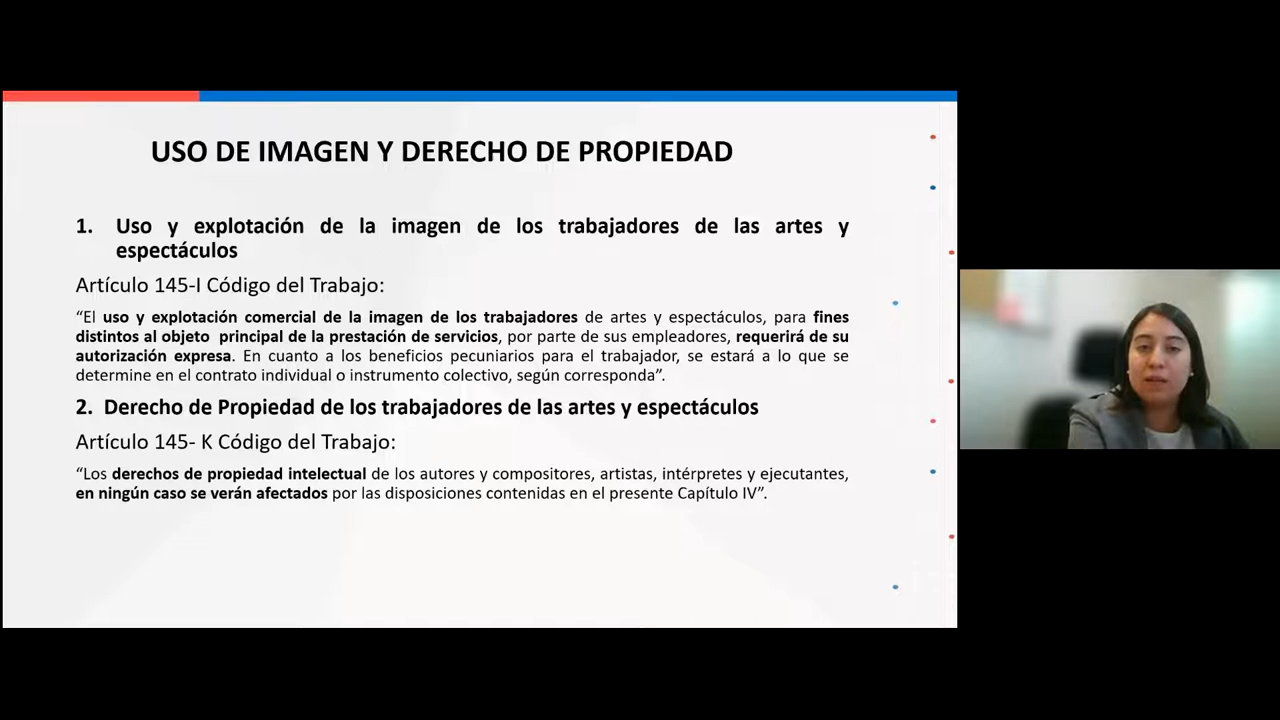 USO DE IMAGEN Y DERECHO DE PROPIEDAD
1. Uso y explotación de la imagen de los trabajadores de las artes y
espectáculos
Artículo 145-I Código del Trabajo:
“El uso y explotación comercial de la imagen de los trabajadores de artes y espectáculos, para fines
distintos al objeto principal de la prestación de servicios, por parte de sus empleadores, requerirá de su
autorización expresa. En cuanto a los beneficios pecuniarios para el trabajador, se estará a lo que se
determine en el contrato individual o instrumento colectivo, según corresponda”.
2. Derecho de Propiedad de los trabajadores de las artes y espectáculos
Artículo 145- K Código del Trabajo:
“Los derechos de propiedad intelectual de los autores y compositores, artistas, intérpretes y ejecutantes,
en ningún caso se verán afectados por las disposiciones contenidas en el presente Capítulo IV”.